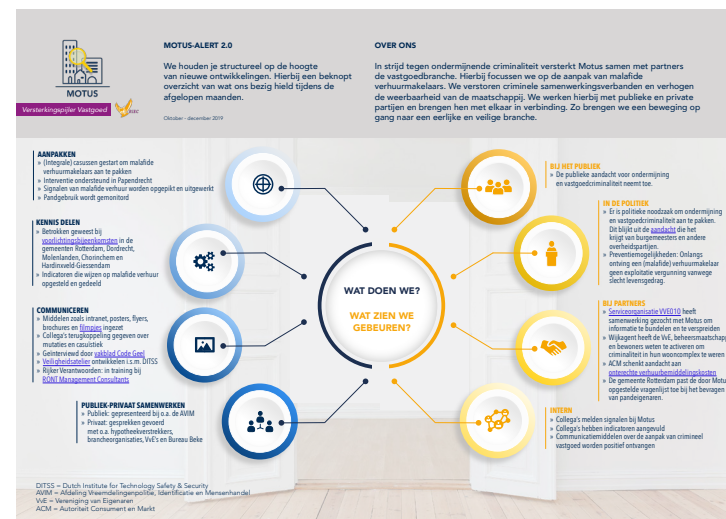 MOTUS
Versterkingspijler Vastgoed
RIEC
MOTUS-ALERT 2.0
We houden je structureel op de hoogte
van nieuwe ontwikkelingen. Hierbij een beknopt
overzicht van wat ons bezig hield tijdens de
afgelopen maanden.
Oktober - december 2019
OVER ONS
In strijd tegen ondermijnende criminaliteit versterkt Motus samen met partners
de vastgoedbranche. Hierbij focussen we op de aanpak van malafide
verhuurmakelaars. We verstoren criminele samenwerkingsverbanden en verhogen
de weerbaarheid van de maatschappij. We werken hierbij met publieke en private
partijen en brengen hen met elkaar in verbinding. Zo brengen we een beweging op
gang naar een eerlijke en veilige branche.
AANPAKKEN
» (Integrale) casussen gestart om malafide
verhuurmakelaars aan te pakken
» Interventie ondersteund in Papendrecht
» Signalen van malafide verhuur worden opgepikt en uitgewerkt
» Pandgebruik wordt gemonitord
KENNIS DELEN
» Betrokken geweest bij
voorlichtingsbijeenkomsten in de
gemeenten Rotterdam, Dordrecht,
Molenlanden, Ghorinchem en
Hardinxveld-Giessendam
» Indicatoren die wijzen op malafide verhuur
opgesteld en gedeeld
COMMUNICEREN
» Middelen zoals intranet, posters, flyers,
brochures en filmpjes ingezet
» Collega's terugkoppeling gegeven over
mutaties en casuïstiek
» Geïnterviewd door vakblad Code Geel
» Veiligheidsatelier ontwikkelen i.s.m. DITSS
» Rijker Verantwoorden: in training bij
RONT Management Consultants
PUBLIEK-PRIVAAT SAMENWERKEN
» Publiek: gepresenteerd bij o.a. de AVIM
» Privaat: gesprekken gevoerd
met o.a. hypotheekverstrekkers,
brancheorganisaties, VvE's en Bureau Beke
WAT DOEN WE?
WAT ZIEN WE
GEBEUREN?
BIJ HET PUBLIEK
» De publieke aandacht voor ondermijning
en vastgoedcriminaliteit neemt toe.
IN DE POLITIEK
» Er is politieke noodzaak om ondermijning
en vastgoedcriminaliteit aan te pakken.
Dit blijkt uit de aandacht die het
krijgt van burgemeesters en andere
overheidspartijen.
» Preventiemogelijkheden: Onlangs
ontving een (malafide) verhuurmakelaar
geen exploitatie vergunning vanwege
slecht levensgedrag.
BIJ PARTNERS
» Serviceorganisatie VVE010 heeft
samenwerking gezocht met Motus om
informatie te bundelen en te verspreiden
» Wijkagent heeft de VvE, beheersmaatschapp
en bewoners weten te activeren om
criminaliteit in hun wooncomplex te weren
» ACM schenkt aandacht aan
onterechte verhuurbemiddelingskosten
» De gemeente Rotterdam past de door Motu
opgestelde vragenlijst toe bij het bevragen
van pandeigenaren.
INTERN
» Collega's melden signalen bij Motus
» Collega's hebben indicatoren aangevuld
» Communicatiemiddelen over de aanpak van crimineel
vastgoed worden positief ontvangen
DITSS = Dutch Institute for Technology Safety & Security
AVIM = Afdeling Vreemdelingenpolitie, Identificatie en Mensenhandel
VvE = Vereniging van Eigenaren
ACM = Autoriteit Consument en Markt